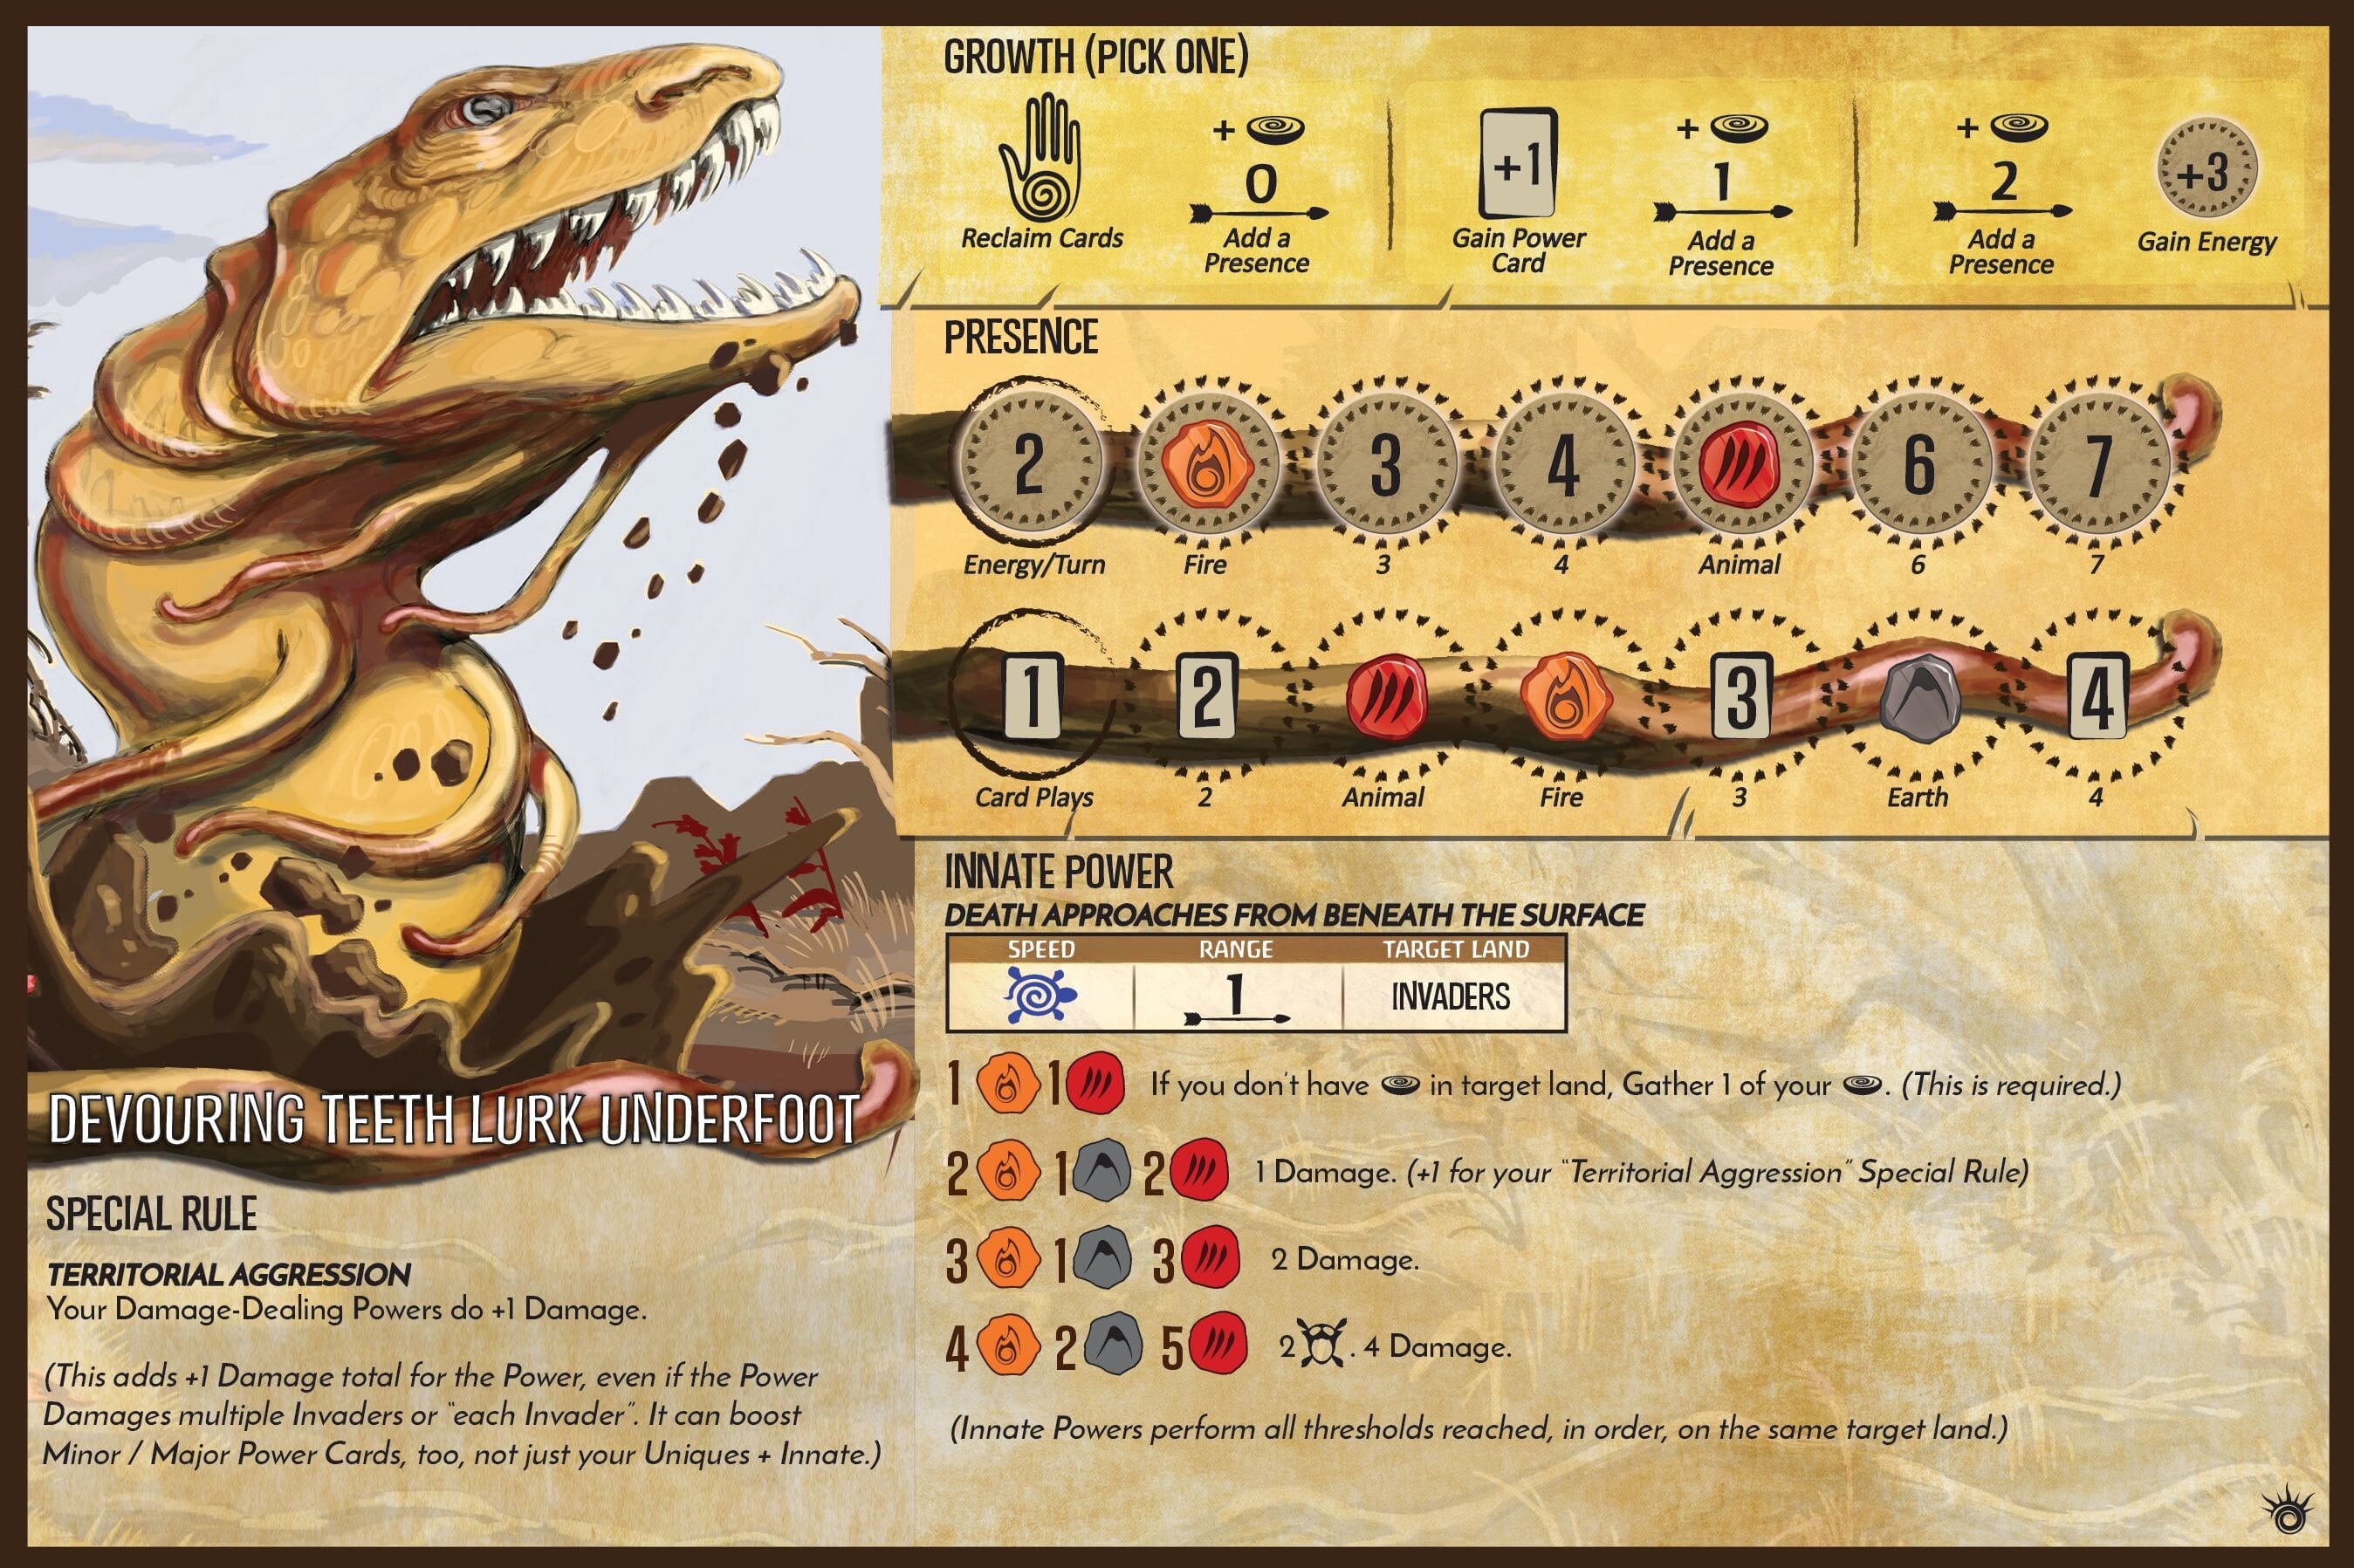 GROWTH (PICK ONE)
+1
+ 0
+ 1
+ 2
+3
Reclaim Cards
Add a
Presence
Gain Power
Card
Add a
Presence
Add a
Presence
Gain Energy
PRESENCE
2 3 4 6 7
Energy/Turn Fire 3 4 Animal 6 7
1 2 3 4
Card Plays 2 Animal Fire 3 Earth 4
INNATE POWER
DEATH APPROACHES FROM BENEATH THE SURFACE
SPEED RANGE TARGET LAND
1 INVADERS
1 1 If you don't have in target land, Gather 1 of your . (This is required.)
2 1 2 1 Damage. (+1 for your "Territorial Aggression" Special Rule)
3 1 3 2 Damage.
4 2 5 2 . 4 Damage.
(Innate Powers perform all thresholds reached, in order, on the same target land.)
DEVOURING TEETH LURK UNDERFOOT
SPECIAL RULE
TERRITORIAL AGGRESSION
Your Damage-Dealing Powers do +1 Damage.
(This adds +1 Damage total for the Power, even if the Power
Damages multiple Invaders or "each Invader". It can boost
Minor / Major Power Cards, too, not just your Uniques + Innate.)